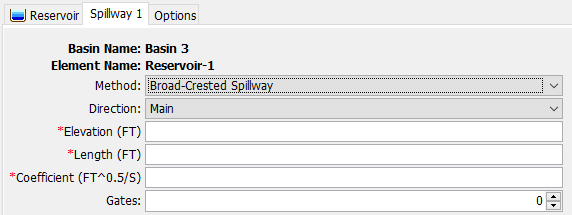 Reservoir Spillway 1 Options
Basin Name: Basin 3
Element Name: Reservoir-1
Method: Broad-Crested Spillway
Direction: Main
*Elevation (FT)
*Length (FT)
*Coefficient (FT^0.5/S)
Gates: 0